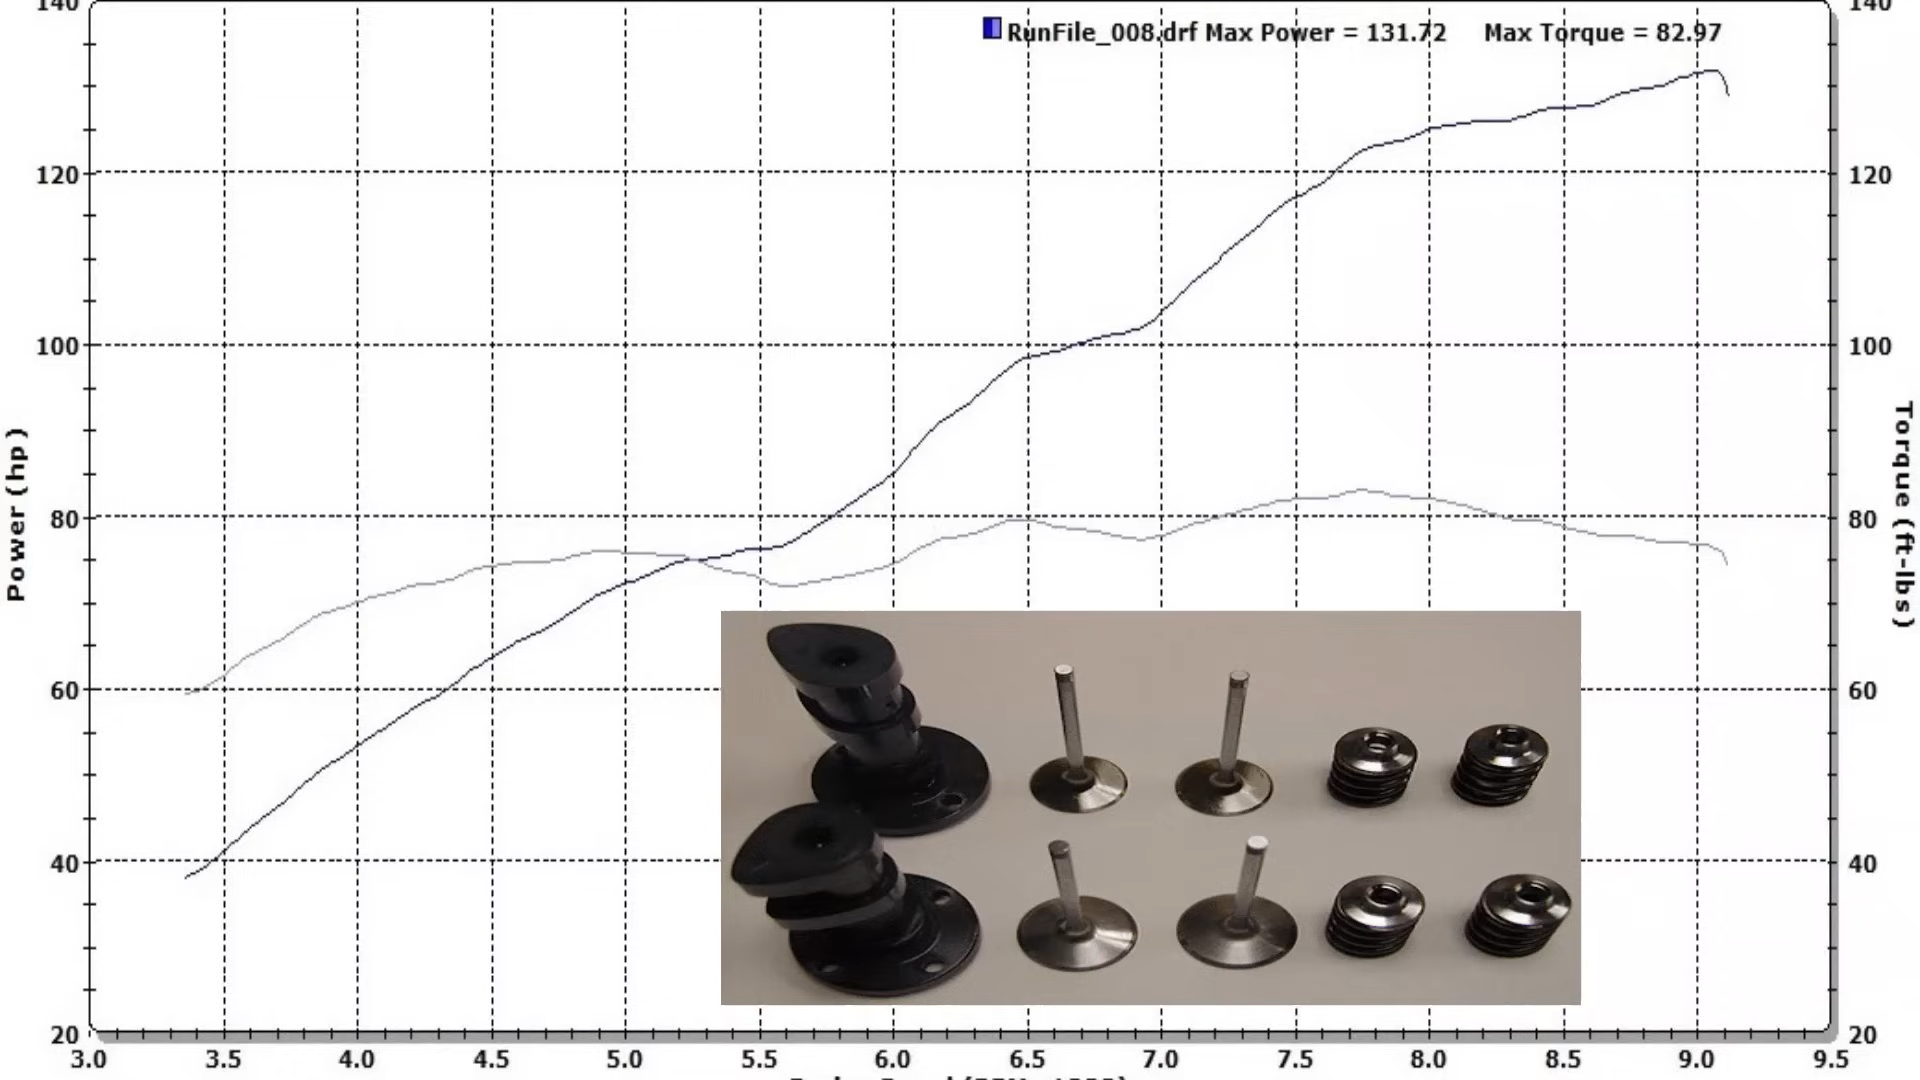 140 140
RunFile_008.drf Max Power = 131.72 Max Torque = 82.97
120 120
100 100
Power (hp)
Torque (ft-lbs)
80 80
60 60
40 40
20 20
3.0 3.5 4.0 4.5 5.0 5.5 6.0 6.5 7.0 7.5 8.0 8.5 9.0 9.5